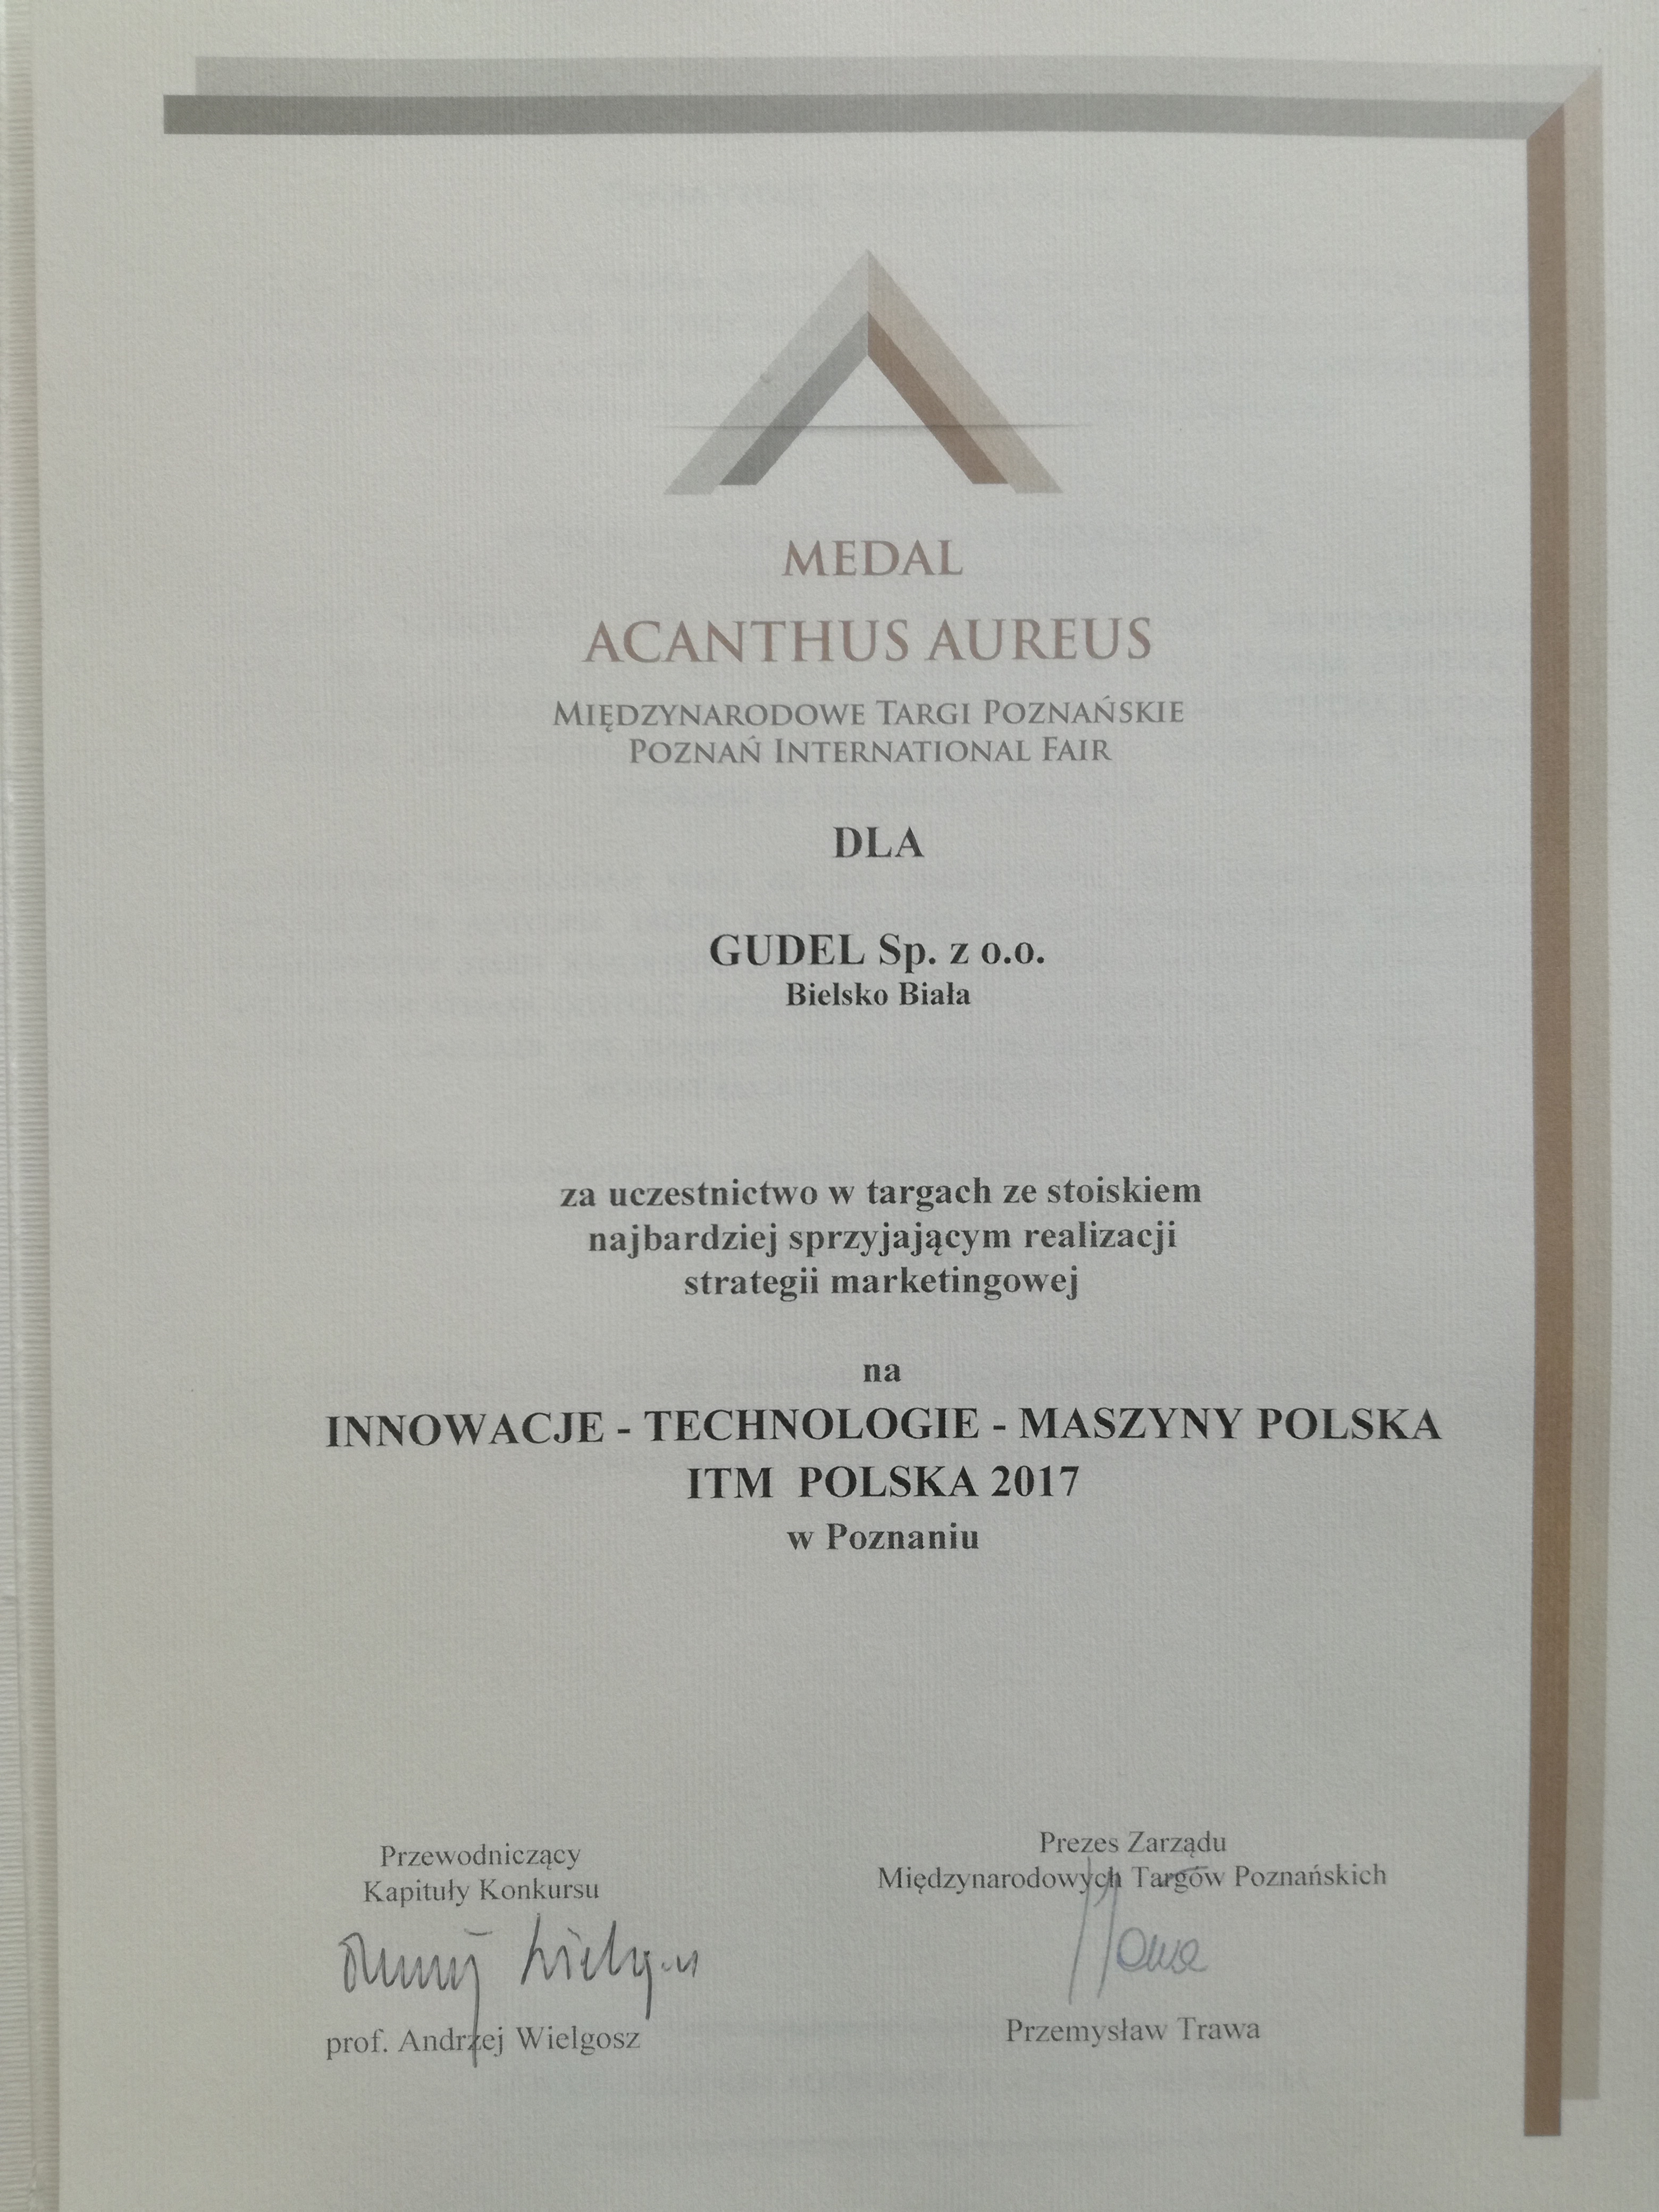 MEDAL
ACANTHUS AUREUS
MIĘDZYNARODOWE TARGI POZNAŃSKIE
POZNAŃ INTERNATIONAL FAIR
DLA
GUDEL Sp. z o.o.
Bielsko Biała
za uczestnictwo w targach ze stoiskiem
najbardziej sprzyjającym realizacji
strategii marketingowej
na
INNOWACJE - TECHNOLOGIE - MASZYNY POLSKA
ITM POLSKA 2017
w Poznaniu
Przewodniczący
Kapituły Konkursu
prof. Andrzej Wielgosz
Prezes Zarządu
Międzynarodowych Targów Poznańskich
Przemysław Trawa